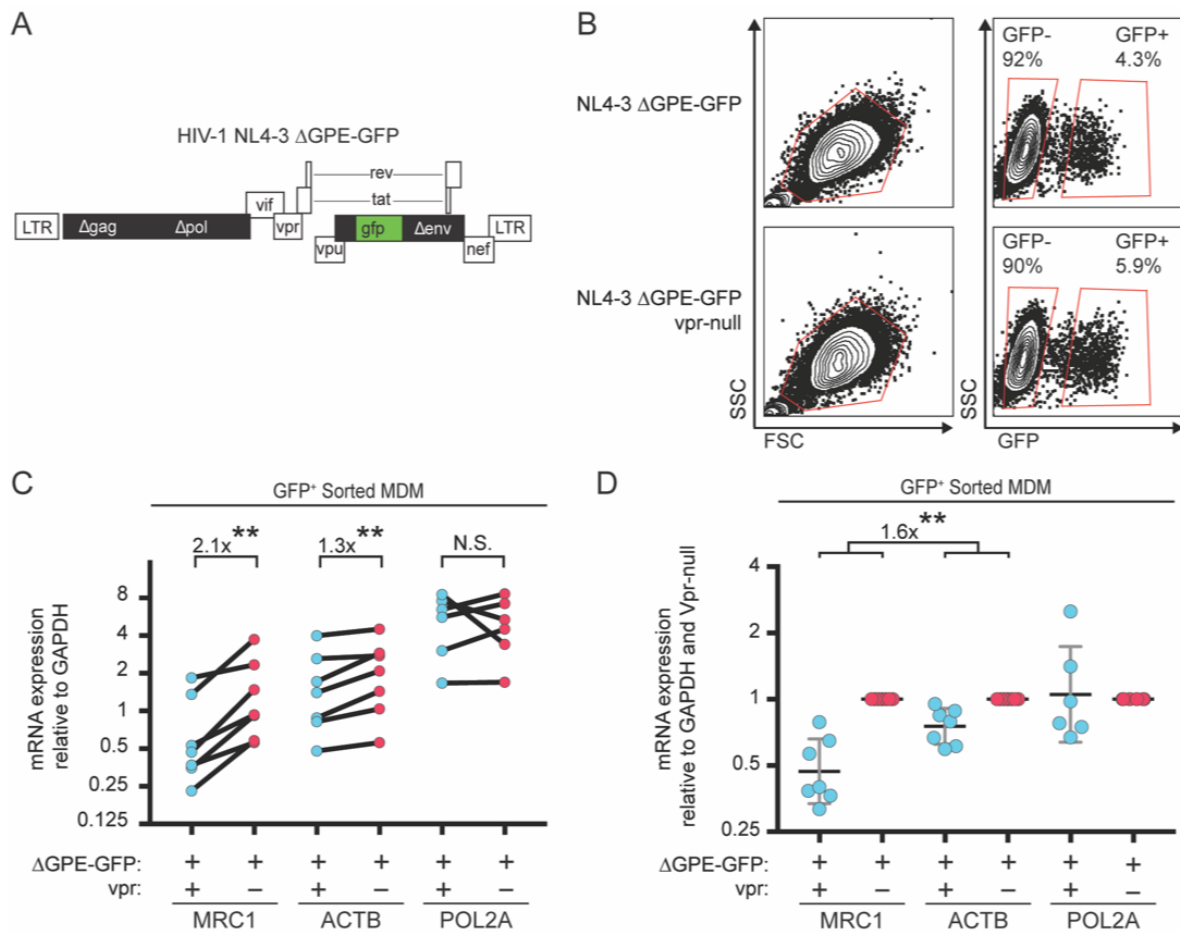 A
HIV-1 NL4-3 ΔGPE-GFP
rev
tat
vif
LTR
Δgag
Δpol
vpr
vpu
gfp
Δenv
nef
LTR
B
NL4-3 ΔGPE-GFP
GFP- GFP+
92% 4.3%
NL4-3 ΔGPE-GFP
vpr-null
GFP- GFP+
90% 5.9%
SSC
FSC
SSC
GFP
C
GFP+ Sorted MDM
2.1x ** 1.3x ** N.S.
mRNA expression
relative to GAPDH
8
4
2
1
0.5
0.25
0.125
ΔGPE-GFP: + + + + + +
vpr: + − + − + −
MRC1 ACTB POL2A
D
GFP+ Sorted MDM
1.6x **
mRNA expression
relative to GAPDH and Vpr-null
4
2
1
0.5
0.25
ΔGPE-GFP: + + + + + +
vpr: + − + − + −
MRC1 ACTB POL2A